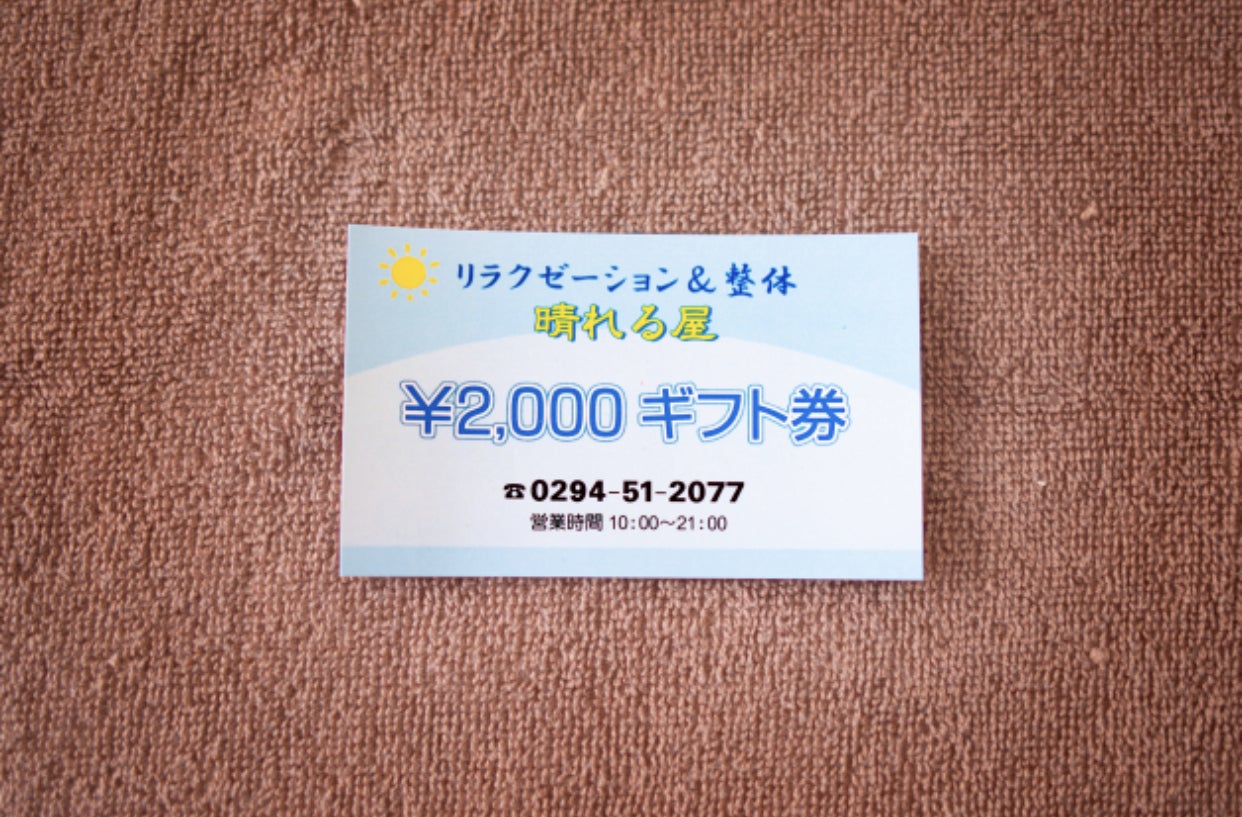 リラクゼーション&整体
晴れる屋
¥2,000 ギフト券
☎0294-51-2077
営業時間 10:00〜21:00